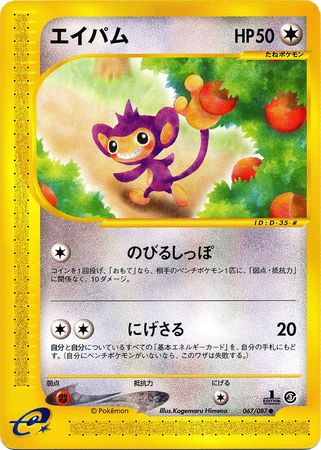 エイパム
HP50
たねポケモン
ID:D-35-#
のびるしっぽ
コインを1回投げ、「おもて」なら、相手のベンチポケモン1匹に、「弱点・抵抗力」
に関係なく、10ダメージ。
にげさる 20
自分と自分についているすべての「基本エネルギーカード」を、自分の手札にもど
す。(自分にベンチポケモンがいないなら、このワザは失敗する。)
弱点 抵抗力 にげる
闘
1
EDITION
©Pokémon Illus.Kagemaru Himeno 067/087
e